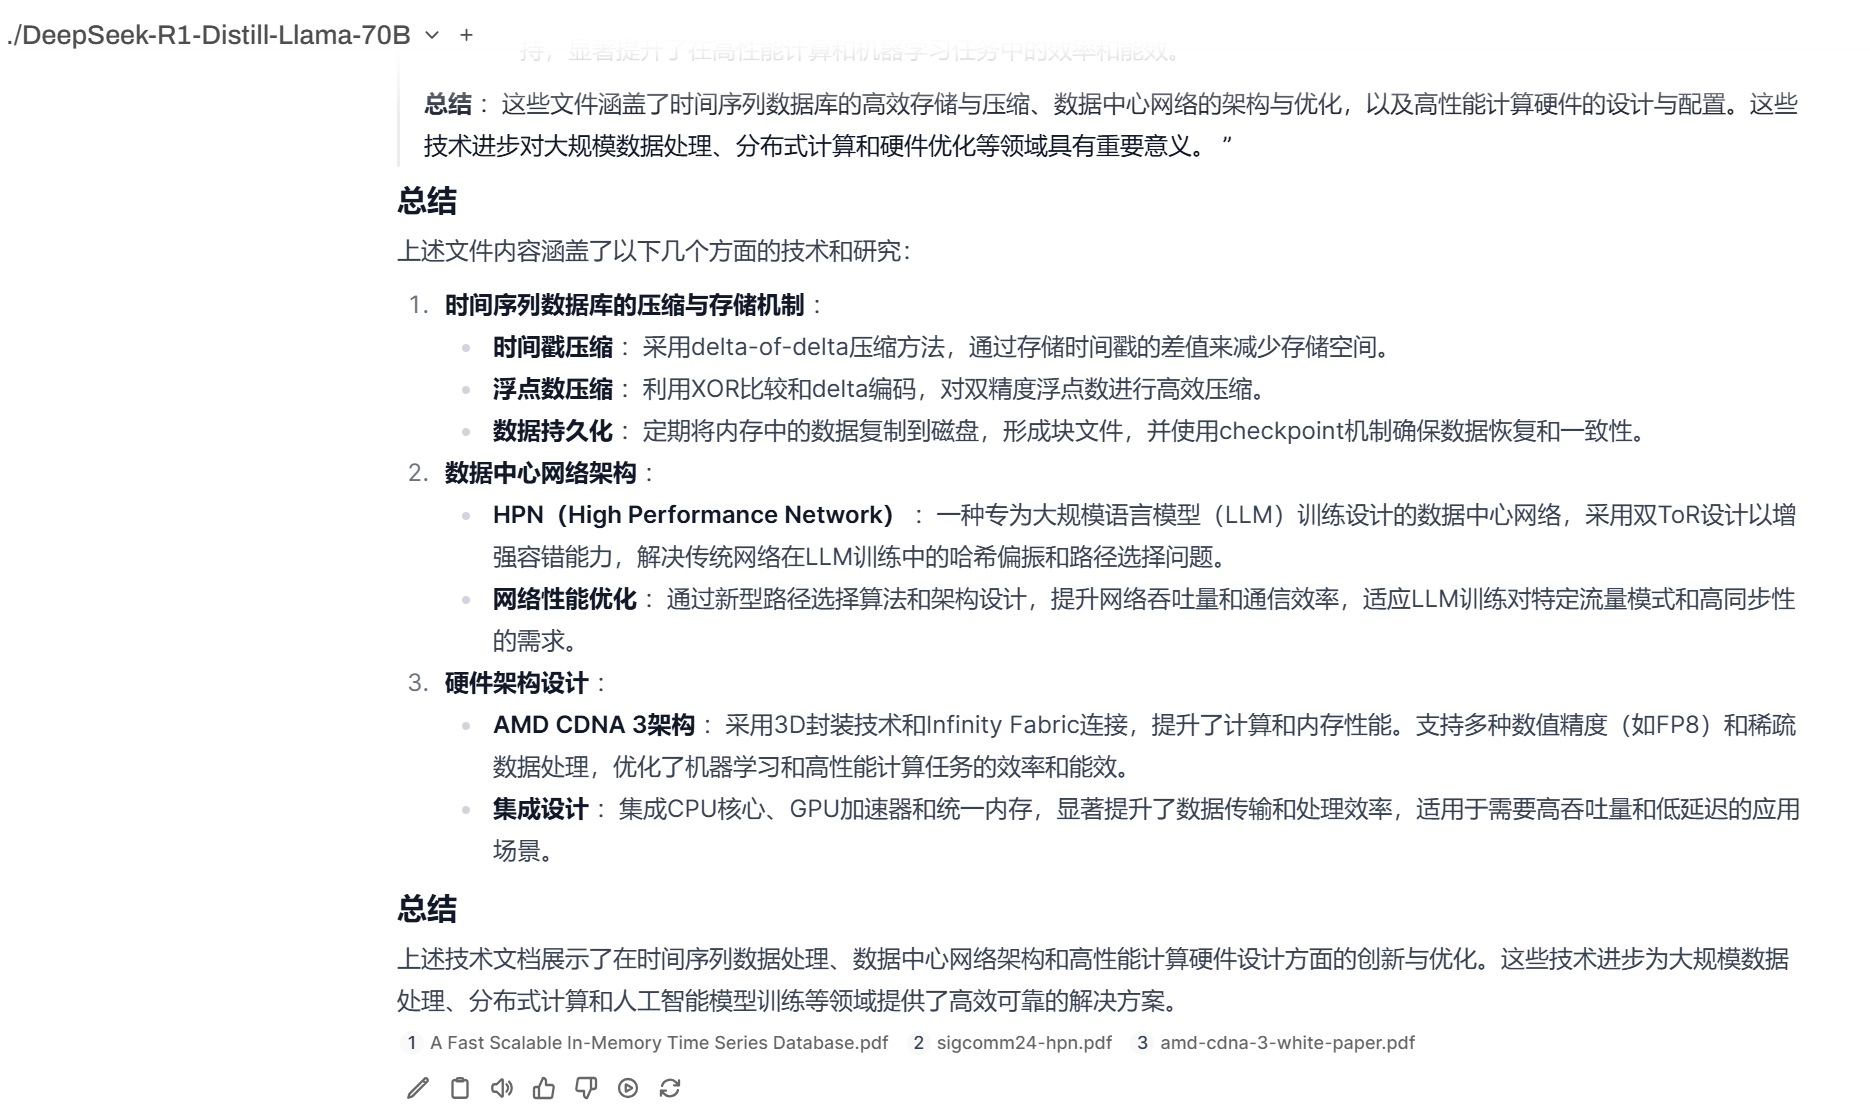 ./DeepSeek-R1-Distill-Llama-70B
持，显著提升了在高性能计算和机器学习任务中的效率和能效。
总结： 这些文件涵盖了时间序列数据库的高效存储与压缩、数据中心网络的架构与优化，以及高性能计算硬件的设计与配置。这些
技术进步对大规模数据处理、分布式计算和硬件优化等领域具有重要意义。 ”
总结
上述文件内容涵盖了以下几个方面的技术和研究：
1. 时间序列数据库的压缩与存储机制：
时间戳压缩： 采用delta-of-delta压缩方法，通过存储时间戳的差值来减少存储空间。
浮点数压缩： 利用XOR比较和delta编码，对双精度浮点数进行高效压缩。
数据持久化： 定期将内存中的数据复制到磁盘，形成块文件，并使用checkpoint机制确保数据恢复和一致性。
2. 数据中心网络架构：
HPN（High Performance Network）： 一种专为大规模语言模型（LLM）训练设计的数据中心网络，采用双ToR设计以增
强容错能力，解决传统网络在LLM训练中的哈希偏振和路径选择问题。
网络性能优化： 通过新型路径选择算法和架构设计，提升网络吞吐量和通信效率，适应LLM训练对特定流量模式和高同步性
的需求。
3. 硬件架构设计：
AMD CDNA 3架构： 采用3D封装技术和Infinity Fabric连接，提升了计算和内存性能。支持多种数值精度（如FP8）和稀疏
数据处理，优化了机器学习和高性能计算任务的效率和能效。
集成设计： 集成CPU核心、GPU加速器和统一内存，显著提升了数据传输和处理效率，适用于需要高吞吐量和低延迟的应用
场景。
总结
上述技术文档展示了在时间序列数据处理、数据中心网络架构和高性能计算硬件设计方面的创新与优化。这些技术进步为大规模数据
处理、分布式计算和人工智能模型训练等领域提供了高效可靠的解决方案。
1 A Fast Scalable In-Memory Time Series Database.pdf 2 sigcomm24-hpn.pdf 3 amd-cdna-3-white-paper.pdf